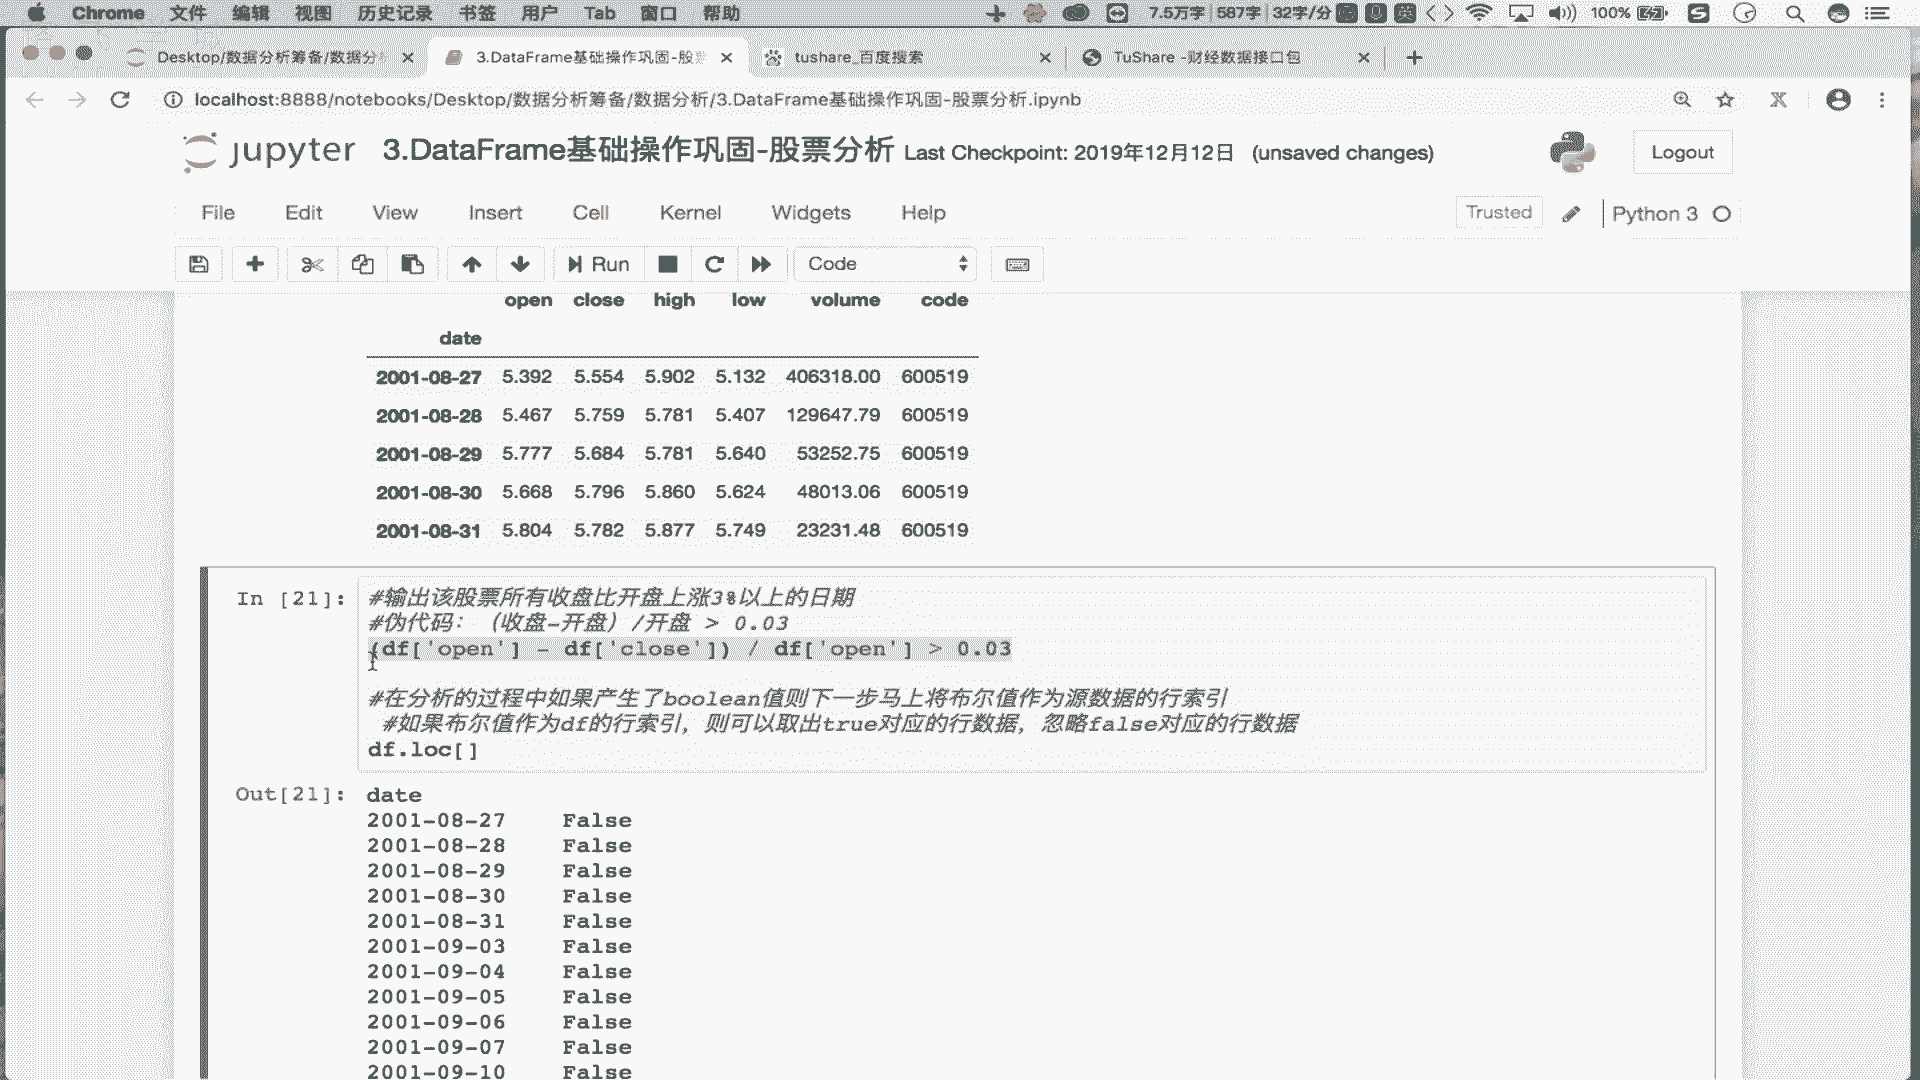 Chrome 文件 编辑 视图 历史记录 书签 用户 Tab 窗口 帮助 7.5万字 587字 32字/分 英 100%
Desktop/数据分析筹备/数据分析 3.DataFrame基础操作巩固-股票 tushare_百度搜索 TuShare -财经数据接口包
localhost:8888/notebooks/Desktop/数据分析筹备/数据分析/3.DataFrame基础操作巩固-股票分析.ipynb
jupyter 3.DataFrame基础操作巩固-股票分析 Last Checkpoint: 2019年12月12日 (unsaved changes) Logout
File Edit View Insert Cell Kernel Widgets Help Trusted Python 3
Run Code
open close high low volume code
date
2001-08-27 5.392 5.554 5.902 5.132 406318.00 600519
2001-08-28 5.467 5.759 5.781 5.407 129647.79 600519
2001-08-29 5.777 5.684 5.781 5.640 53252.75 600519
2001-08-30 5.668 5.796 5.860 5.624 48013.06 600519
2001-08-31 5.804 5.782 5.877 5.749 23231.48 600519
In [21]: #输出该股票所有收盘比开盘上涨3%以上的日期
#伪代码：（收盘-开盘）/开盘 > 0.03
(df['open'] - df['close']) / df['open'] > 0.03
#在分析的过程中如果产生了boolean值则下一步马上将布尔值作为源数据的行索引
#如果布尔值作为df的行索引，则可以取出true对应的行数据，忽略false对应的行数据
df.loc[]
Out[21]: date
2001-08-27 False
2001-08-28 False
2001-08-29 False
2001-08-30 False
2001-08-31 False
2001-09-03 False
2001-09-04 False
2001-09-05 False
2001-09-06 False
2001-09-07 False
2001-09-10 False